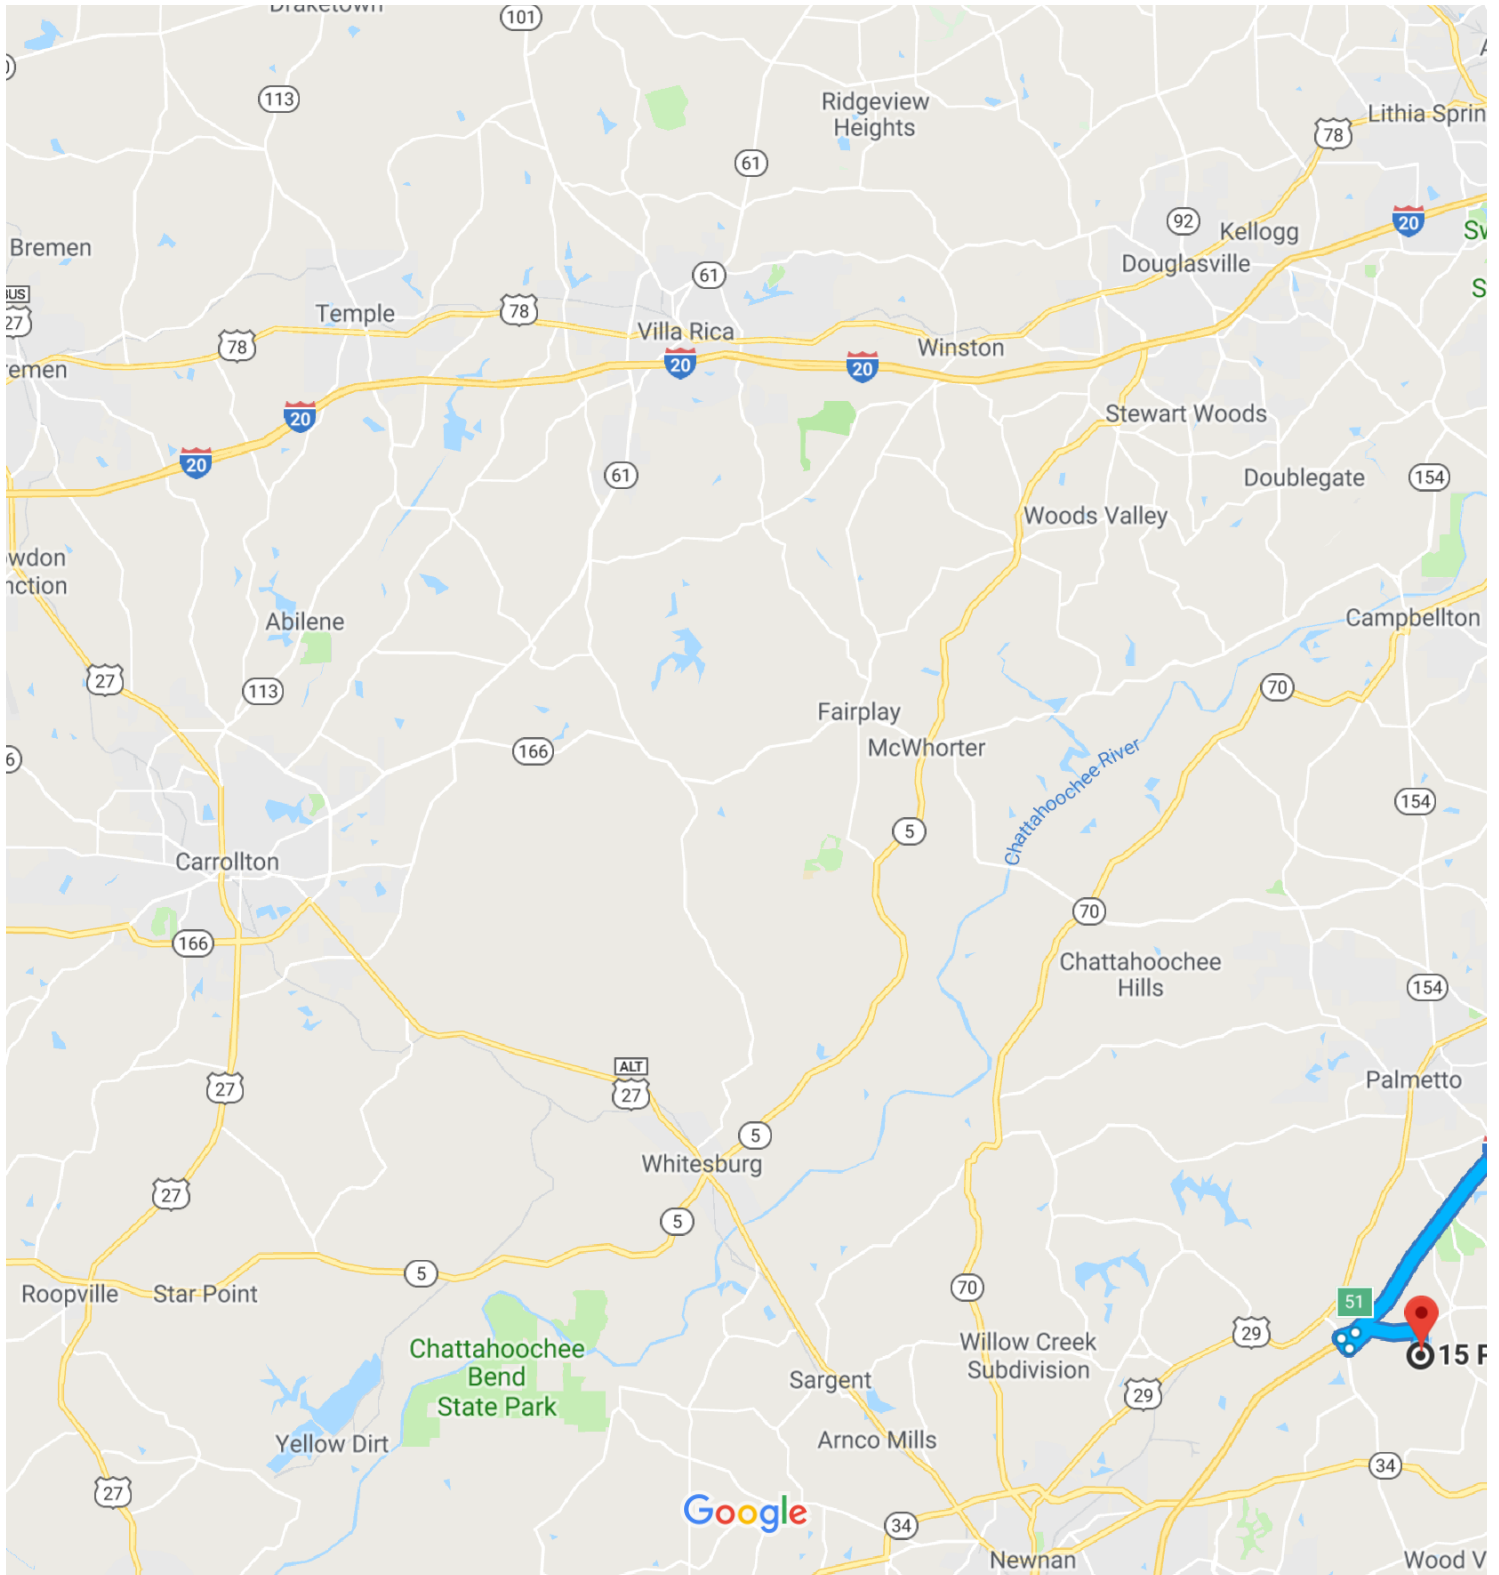 Draketown
101
113
Ridgeview
Heights
78
Lithia Sprin
61
92
20
Kellogg
Bremen
Douglasville
61
BUS
27
78
Temple
78
Villa Rica
Winston
20
20
remen
20
Stewart Woods
20
61
Doublegate
154
Woods Valley
wdon
nction
Abilene
Campbellton
27
113
70
Fairplay
McWhorter
166
6
Chattahoochee River
154
5
Carrollton
70
166
Chattahoochee
Hills
154
ALT
27
27
Palmetto
5
Whitesburg
27
5
5
70
Roopville
Star Point
51
29
Chattahoochee
Bend
State Park
Willow Creek
Subdivision
15 P
Sargent
29
Yellow Dirt
Arnco Mills
34
27
Google
34
Newnan
Wood V